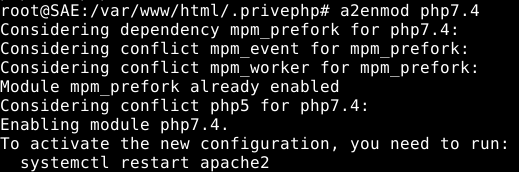 root@SAE:/var/www/html/.privephp# a2enmod php7.4
Considering dependency mpm_prefork for php7.4:
Considering conflict mpm_event for mpm_prefork:
Considering conflict mpm_worker for mpm_prefork:
Module mpm_prefork already enabled
Considering conflict php5 for php7.4:
Enabling module php7.4.
To activate the new configuration, you need to run:
  systemctl restart apache2